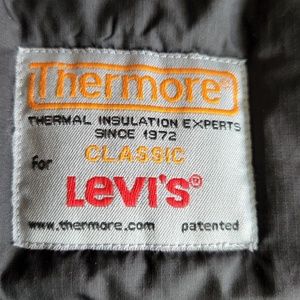 Thermore®
THERMAL INSULATION EXPERTS
SINCE 1972
for CLASSIC
Levi's®
www.thermore.com patented